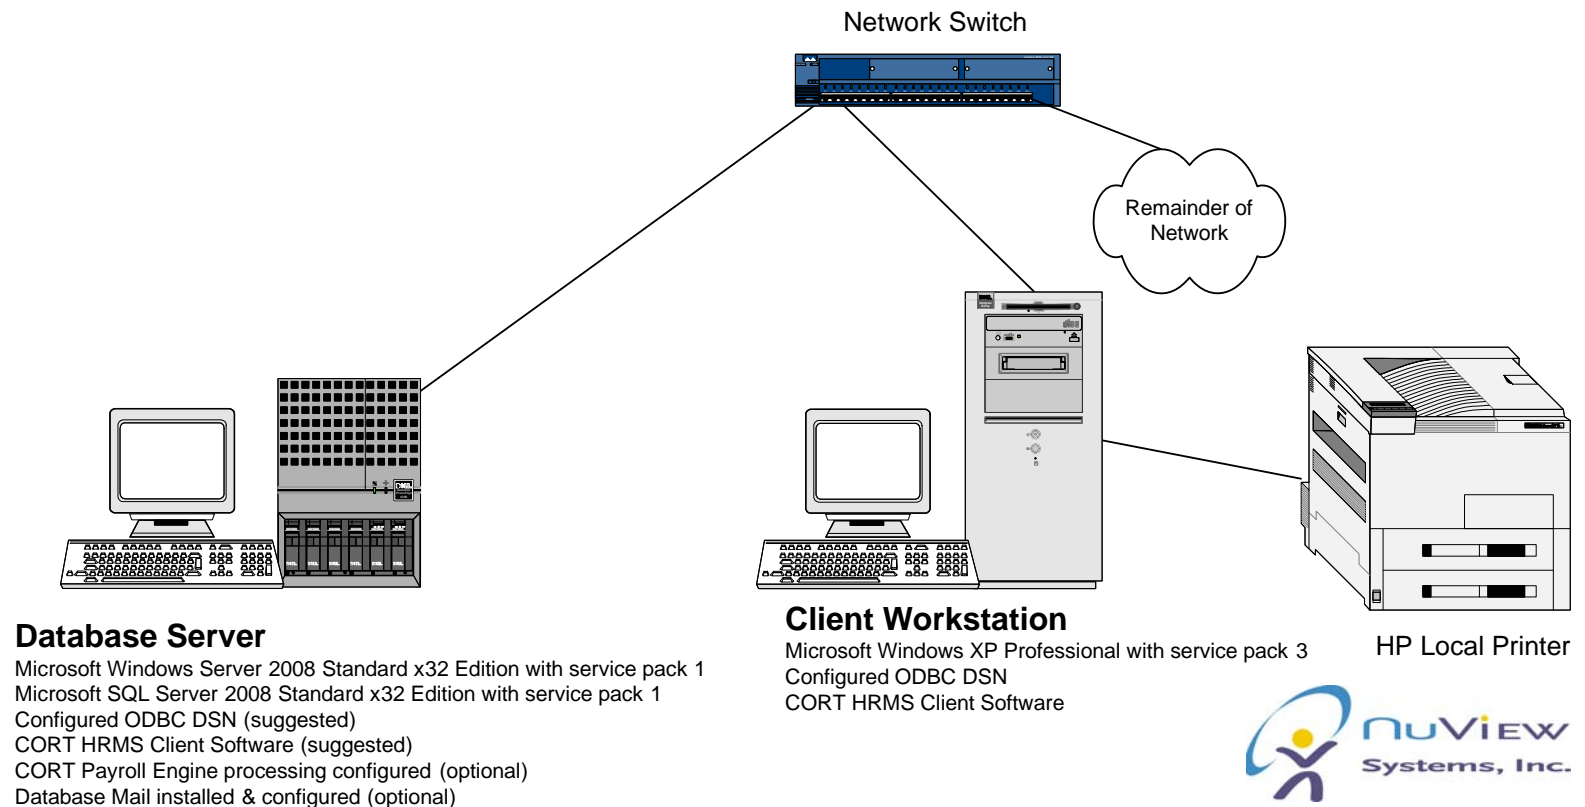 Network Switch
Remainder of
Network
Database Server
Microsoft Windows Server 2008 Standard x32 Edition with service pack 1
Microsoft SQL Server 2008 Standard x32 Edition with service pack 1
Configured ODBC DSN (suggested)
CORT HRMS Client Software (suggested)
CORT Payroll Engine processing configured (optional)
Database Mail installed & configured (optional)
Client Workstation
Microsoft Windows XP Professional with service pack 3
Configured ODBC DSN
CORT HRMS Client Software
HP Local Printer
NuViEW
Systems, Inc.